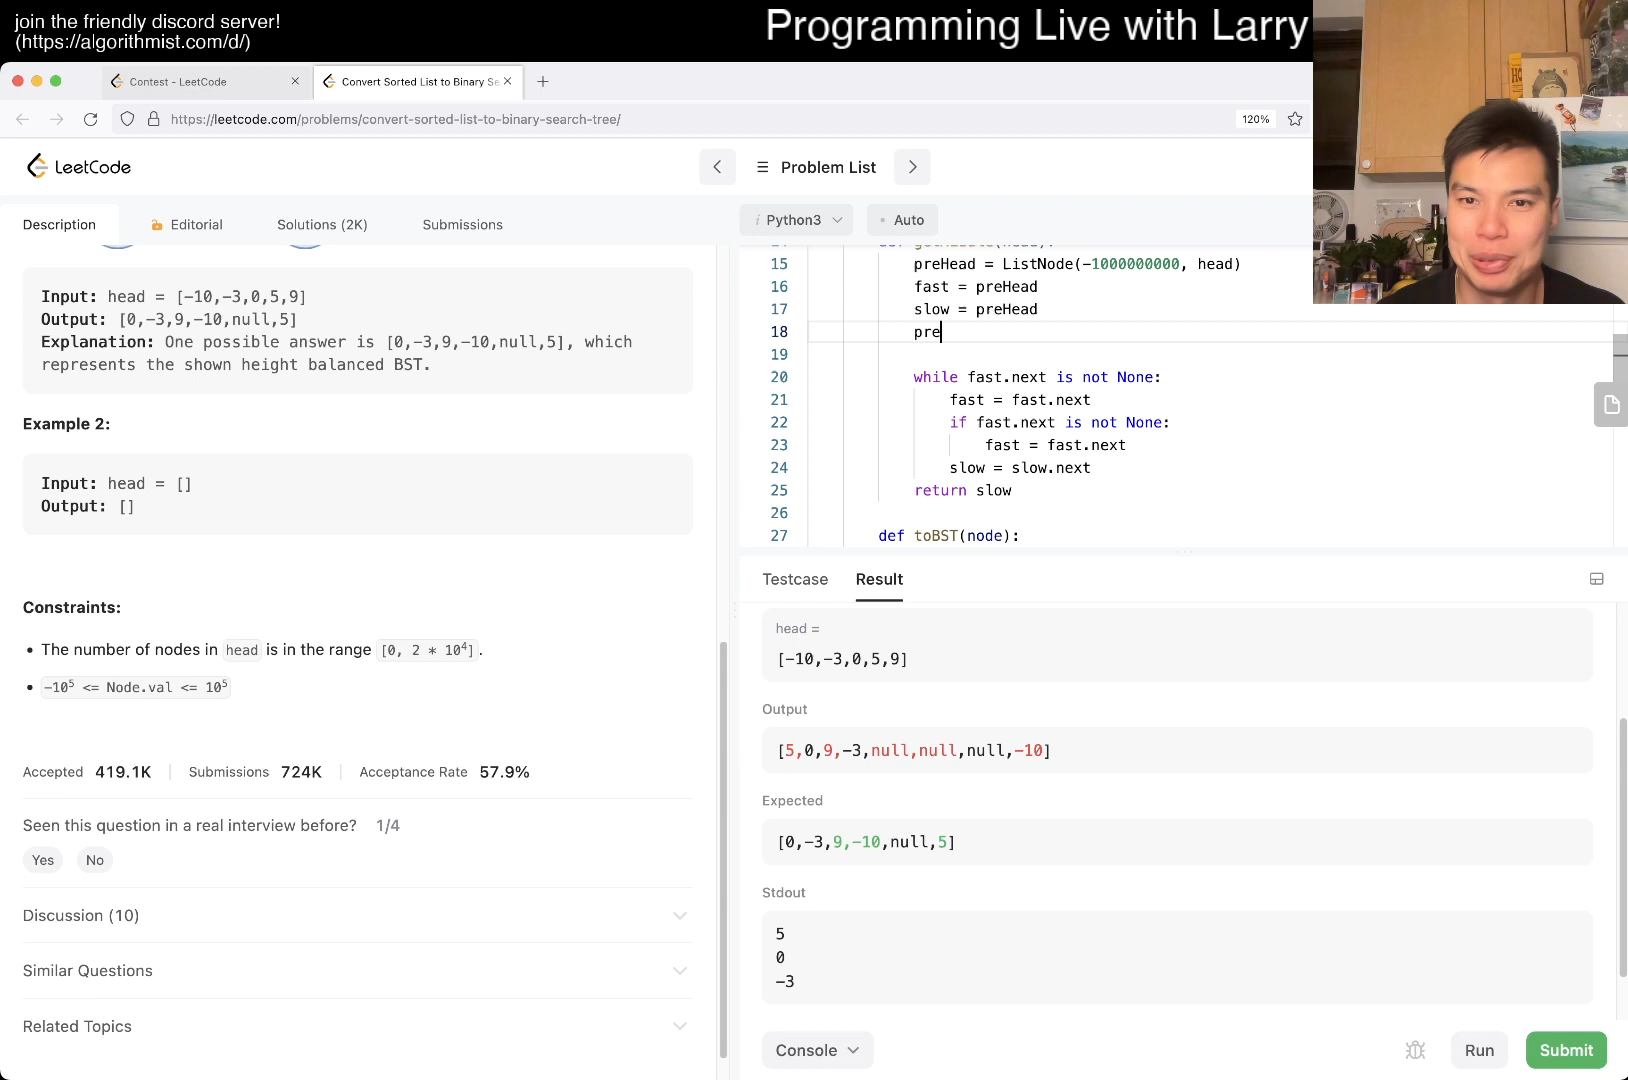 join the friendly discord server!
(https://algorithmist.com/d/)
Programming Live with Larry
Contest - LeetCode
Convert Sorted List to Binary Se
https://leetcode.com/problems/convert-sorted-list-to-binary-search-tree/
120%
LeetCode
Problem List
Description
Editorial
Solutions (2K)
Submissions
Input: head = [-10,-3,0,5,9]
Output: [0,-3,9,-10,null,5]
Explanation: One possible answer is [0,-3,9,-10,null,5], which
represents the shown height balanced BST.
Example 2:
Input: head = []
Output: []
Constraints:
• The number of nodes in head is in the range [0, 2 * 10⁴].
• -10⁵ <= Node.val <= 10⁵
Accepted 419.1K | Submissions 724K | Acceptance Rate 57.9%
Seen this question in a real interview before? 1/4
Yes No
Discussion (10)
Similar Questions
Related Topics
i Python3
• Auto
15 preHead = ListNode(-1000000000, head)
16 fast = preHead
17 slow = preHead
18 pre
19
20 while fast.next is not None:
21 fast = fast.next
22 if fast.next is not None:
23 fast = fast.next
24 slow = slow.next
25 return slow
26
27 def toBST(node):
Testcase
Result
head =
[-10,-3,0,5,9]
Output
[5,0,9,-3,null,null,null,-10]
Expected
[0,-3,9,-10,null,5]
Stdout
5
0
-3
Console
Run
Submit